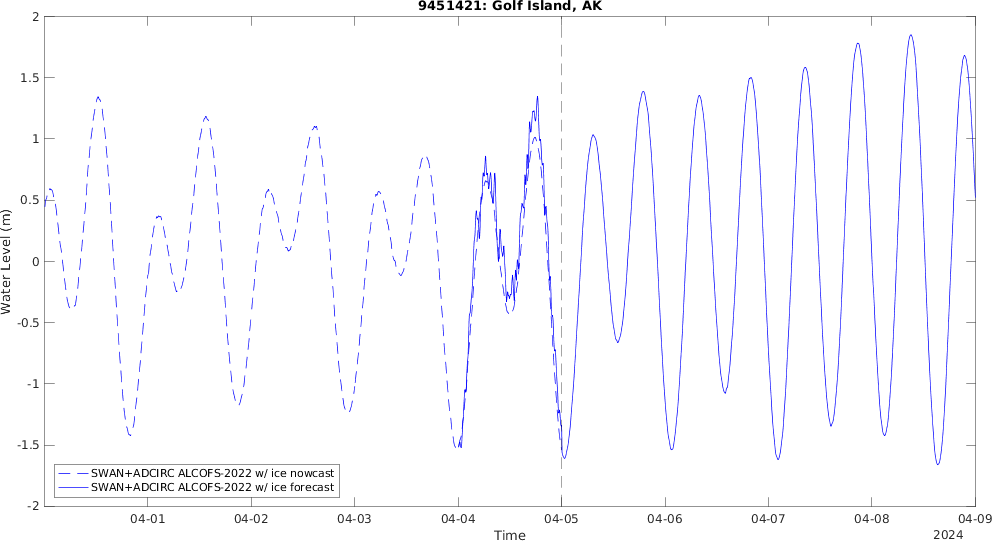 9451421: Golf Island, AK
2
1.5
1
0.5
0
-0.5
-1
-1.5
-2
Water Level (m)
SWAN+ADCIRC ALCOFS-2022 w/ ice nowcast
SWAN+ADCIRC ALCOFS-2022 w/ ice forecast
04-01 04-02 04-03 04-04 04-05 04-06 04-07 04-08 04-09
Time
2024